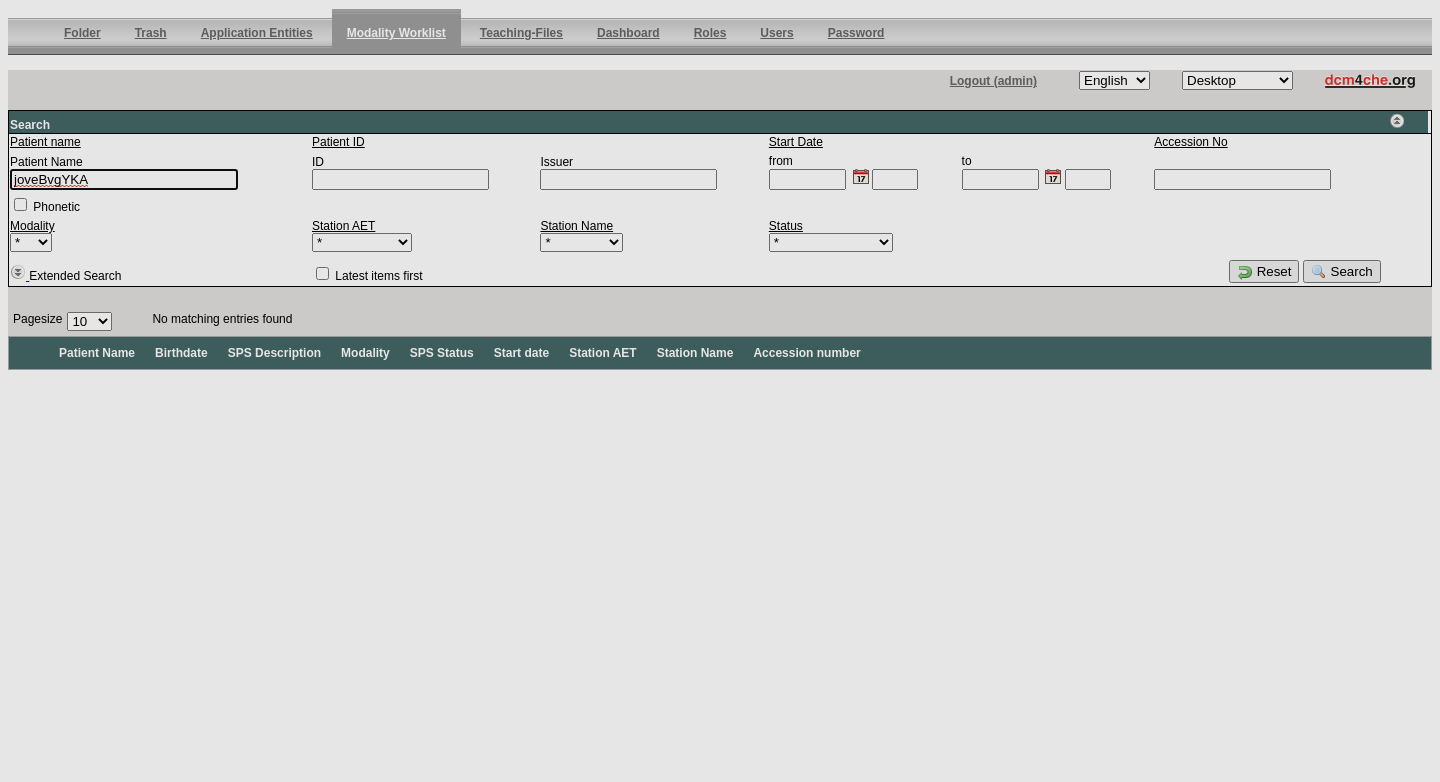 Folder Trash Application Entities Modality Worklist Teaching-Files Dashboard Roles Users Password
Logout (admin) English Desktop dcm4che.org
Search
Patient name Patient ID Start Date Accession No
Patient Name ID Issuer from to
joveBvgYKA 17 17
Phonetic
Modality Station AET Station Name Status
* * * *
Extended Search Latest items first Reset Search
Pagesize 10 No matching entries found
Patient Name Birthdate SPS Description Modality SPS Status Start date Station AET Station Name Accession number